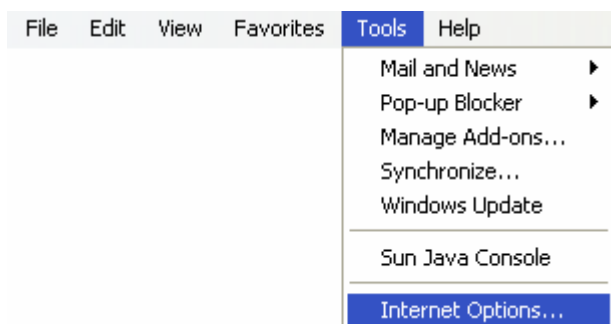 File Edit View Favorites Tools Help
Mail and News
Pop-up Blocker
Manage Add-ons...
Synchronize...
Windows Update
Sun Java Console
Internet Options...